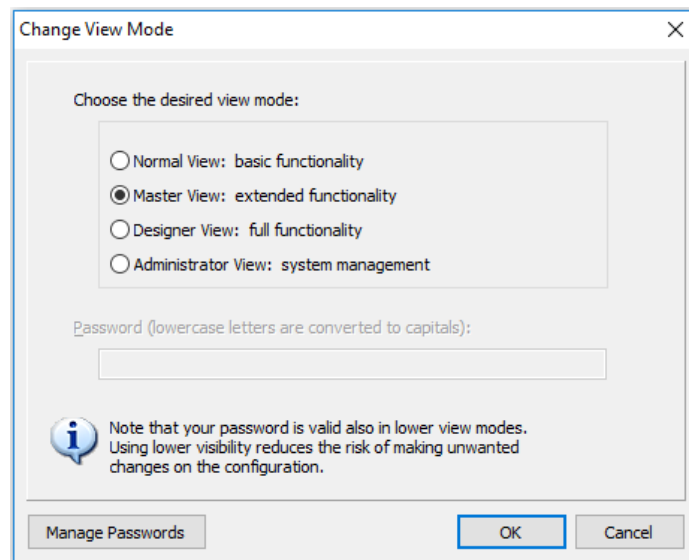 Change View Mode
Choose the desired view mode:
Normal View:  basic functionality
Master View:  extended functionality
Designer View:  full functionality
Administrator View:  system management
Password (lowercase letters are converted to capitals):
Note that your password is valid also in lower view modes.
Using lower visibility reduces the risk of making unwanted
changes on the configuration.
Manage Passwords
OK
Cancel